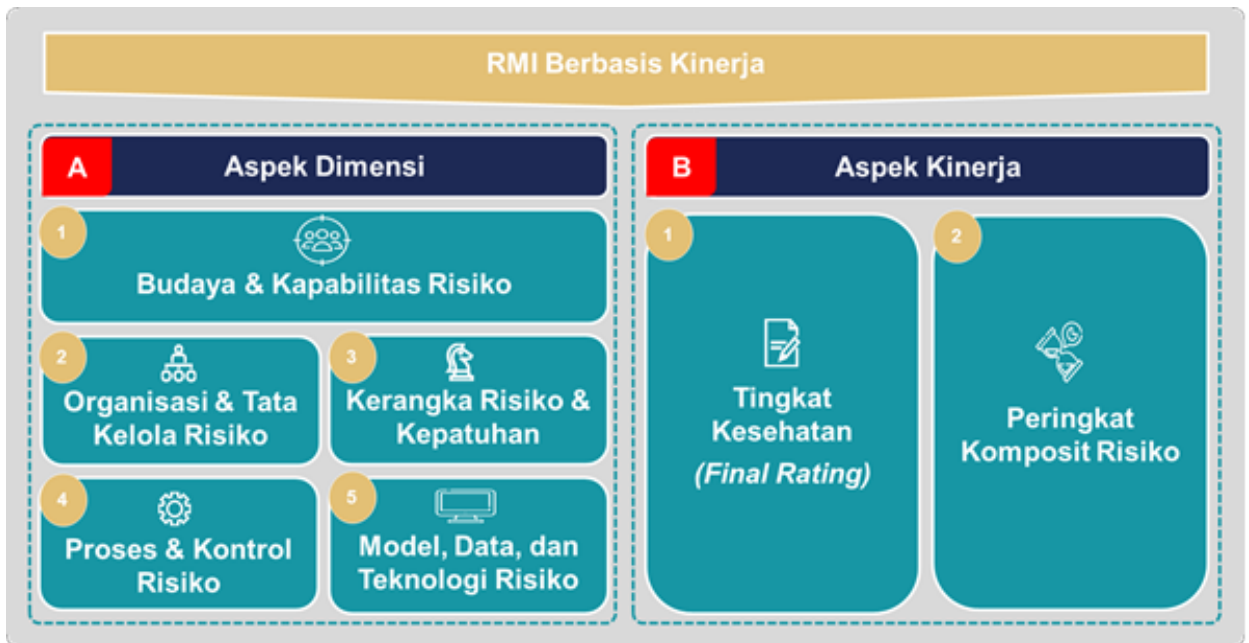 RMI Berbasis Kinerja
A
Aspek Dimensi
1
Budaya & Kapabilitas Risiko
2
Organisasi & Tata
Kelola Risiko
3
Kerangka Risiko &
Kepatuhan
4
Proses & Kontrol
Risiko
5
Model, Data, dan
Teknologi Risiko
B
Aspek Kinerja
1
Tingkat
Kesehatan
(Final Rating)
2
Peringkat
Komposit Risiko